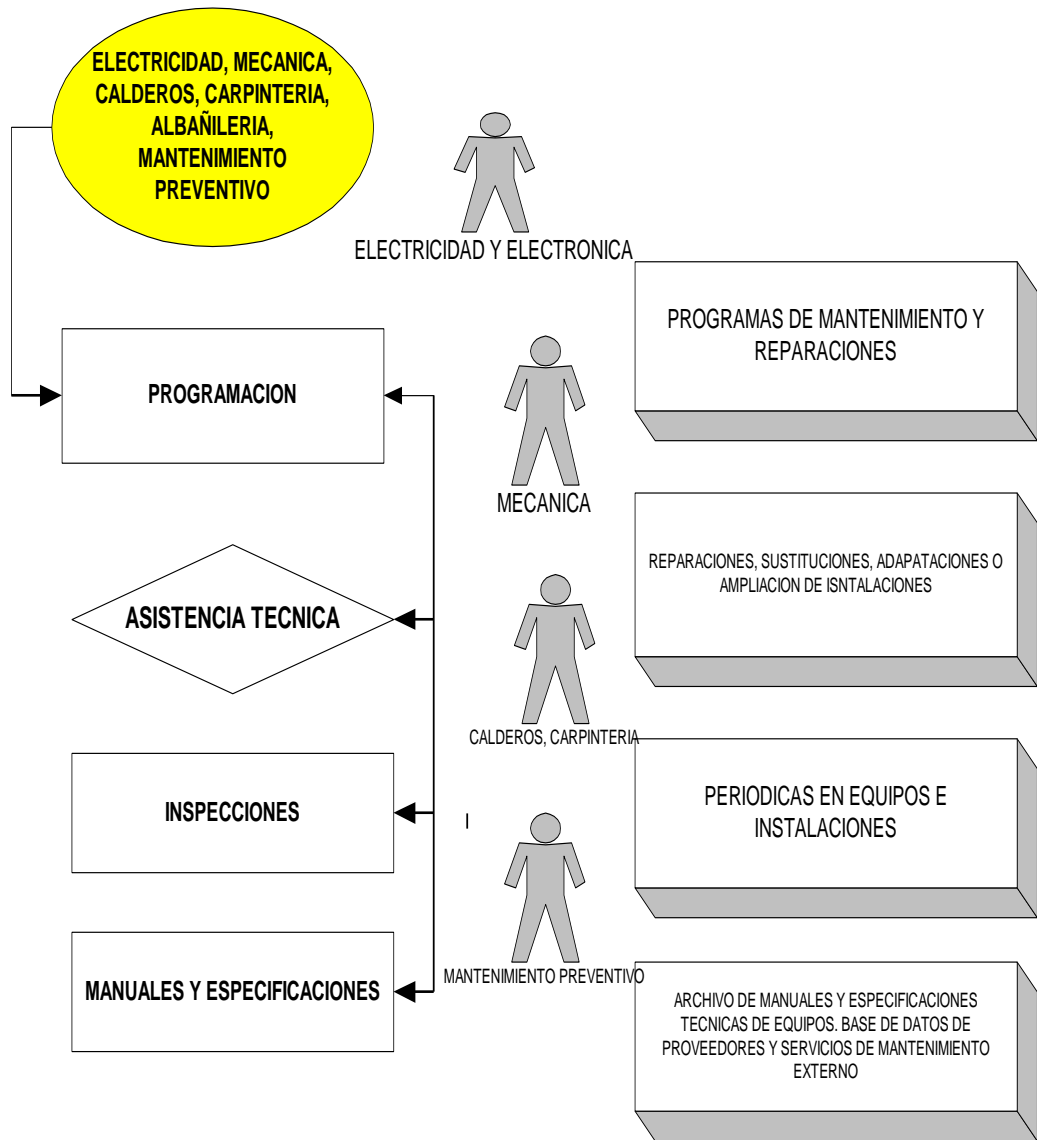 ELECTRICIDAD, MECANICA,
CALDEROS, CARPINTERIA,
ALBAÑILERIA,
MANTENIMIENTO
PREVENTIVO
ELECTRICIDAD Y ELECTRONICA
PROGRAMAS DE MANTENIMIENTO Y
REPARACIONES
PROGRAMACION
MECANICA
REPARACIONES, SUSTITUCIONES, ADAPATACIONES O
AMPLIACION DE ISNTALACIONES
ASISTENCIA TECNICA
CALDEROS, CARPINTERIA
PERIODICAS EN EQUIPOS E
INSTALACIONES
INSPECCIONES
I
MANTENIMIENTO PREVENTIVO
MANUALES Y ESPECIFICACIONES
ARCHIVO DE MANUALES Y ESPECIFICACIONES
TECNICAS DE EQUIPOS. BASE DE DATOS DE
PROVEEDORES Y SERVICIOS DE MANTENIMIENTO
EXTERNO